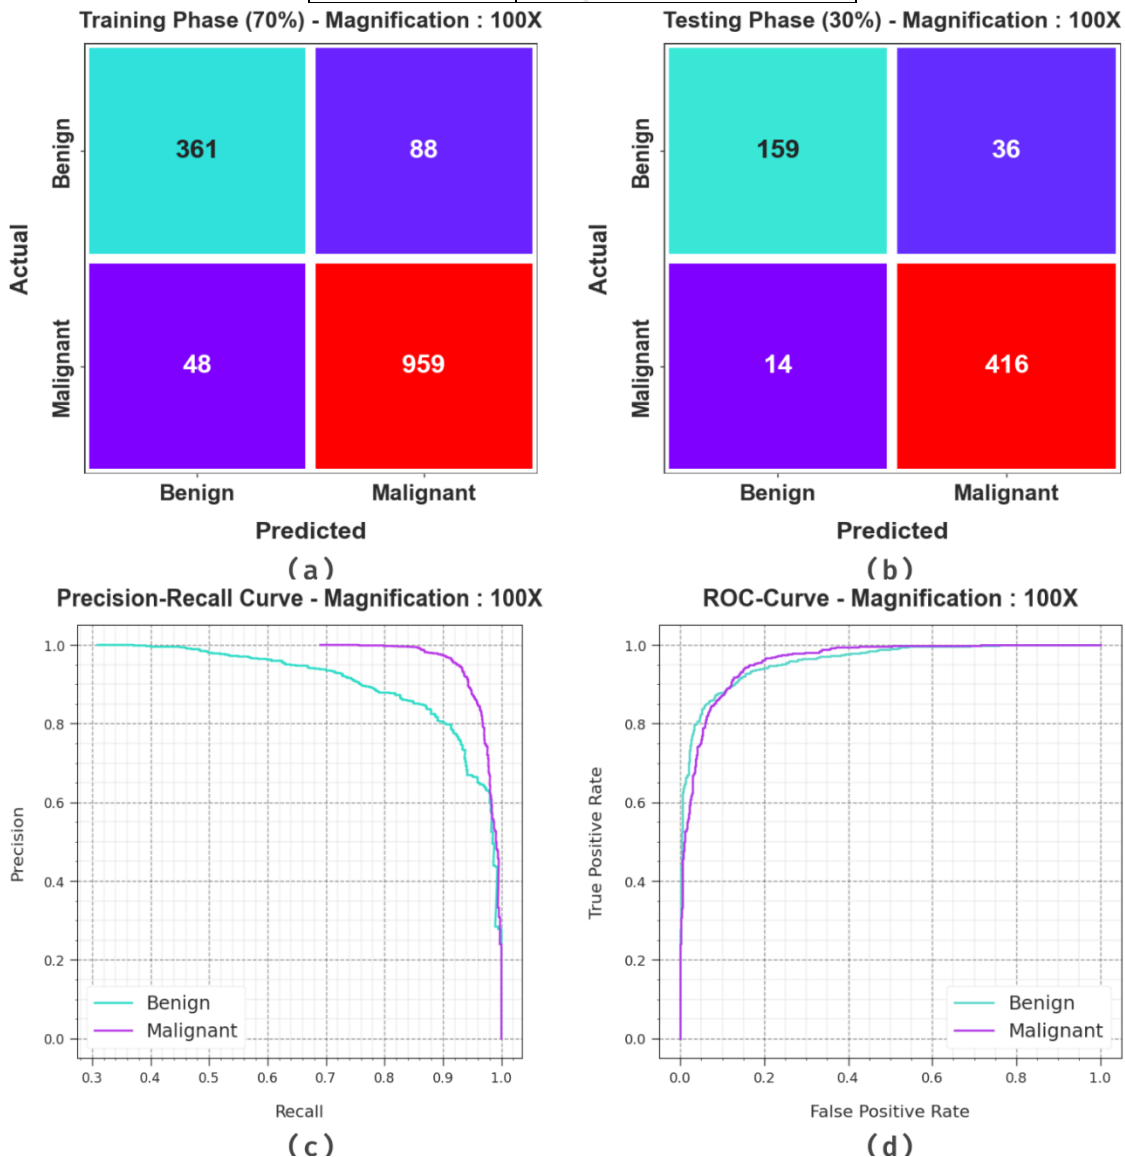 Training Phase (70%) - Magnification : 100X
Benign
Malignant
Actual
361
88
48
959
Benign
Malignant
Predicted
(a)
Testing Phase (30%) - Magnification : 100X
Benign
Malignant
Actual
159
36
14
416
Benign
Malignant
Predicted
(b)
Precision-Recall Curve - Magnification : 100X
Precision
1.0
0.8
0.6
0.4
0.2
0.0
Benign
Malignant
0.3 0.4 0.5 0.6 0.7 0.8 0.9 1.0
Recall
(c)
ROC-Curve - Magnification : 100X
True Positive Rate
1.0
0.8
0.6
0.4
0.2
0.0
Benign
Malignant
0.0 0.2 0.4 0.6 0.8 1.0
False Positive Rate
(d)